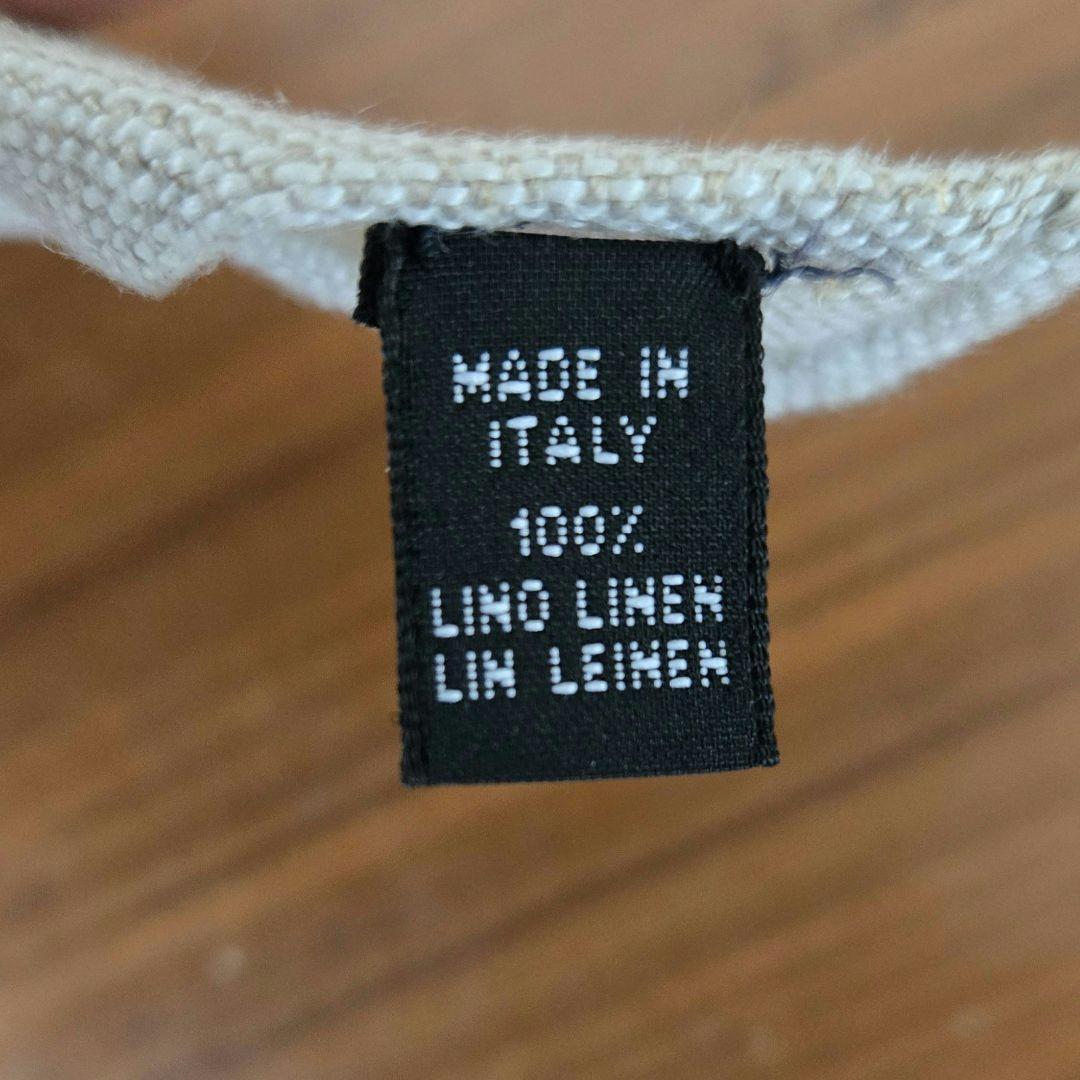 MADE IN
ITALY
100%
LINO LINEN
LIN LEINEN